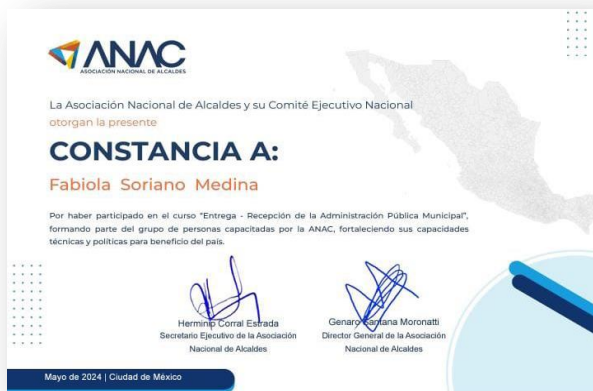 ANAC
ASOCIACIÓN NACIONAL DE ALCALDES
La Asociación Nacional de Alcaldes y su Comité Ejecutivo Nacional
otorgan la presente
CONSTANCIA A:
Fabiola Soriano Medina
Por haber participado en el curso "Entrega - Recepción de la Administración Pública Municipal",
formando parte del grupo de personas capacitadas por la ANAC, fortaleciendo sus capacidades
técnicas y políticas para beneficio del país.
Herminio Corral Estrada
Secretario Ejecutivo de la Asociación
Nacional de Alcaldes
Genaro Santana Moronatti
Director General de la Asociación
Nacional de Alcaldes
Mayo de 2024 | Ciudad de México